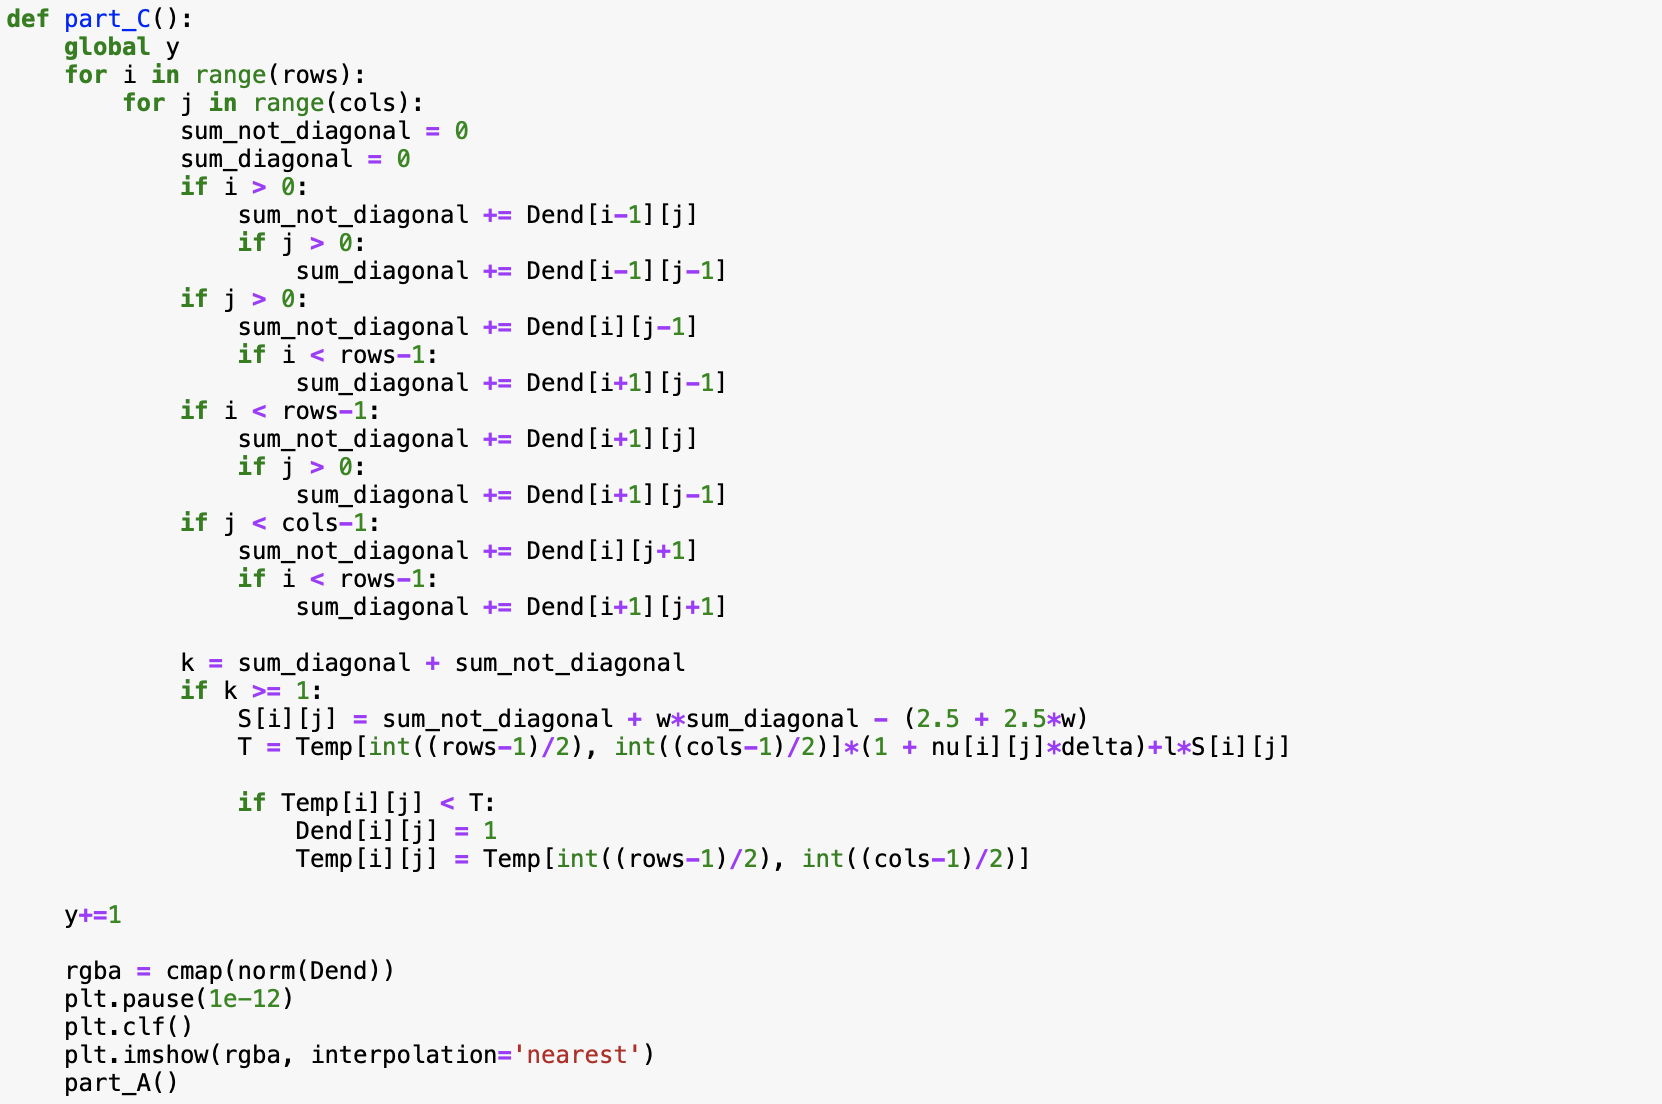 def part_C():
    global y
    for i in range(rows):
        for j in range(cols):
            sum_not_diagonal = 0
            sum_diagonal = 0
            if i > 0:
                sum_not_diagonal += Dend[i-1][j]
                if j > 0:
                    sum_diagonal += Dend[i-1][j-1]
            if j > 0:
                sum_not_diagonal += Dend[i][j-1]
                if i < rows-1:
                    sum_diagonal += Dend[i+1][j-1]
            if i < rows-1:
                sum_not_diagonal += Dend[i+1][j]
                if j > 0:
                    sum_diagonal += Dend[i+1][j-1]
            if j < cols-1:
                sum_not_diagonal += Dend[i][j+1]
                if i < rows-1:
                    sum_diagonal += Dend[i+1][j+1]

            k = sum_diagonal + sum_not_diagonal
            if k >= 1:
                S[i][j] = sum_not_diagonal + w*sum_diagonal - (2.5 + 2.5*w)
                T = Temp[int((rows-1)/2), int((cols-1)/2)]*(1 + nu[i][j]*delta)+l*S[i][j]

                if Temp[i][j] < T:
                    Dend[i][j] = 1
                    Temp[i][j] = Temp[int((rows-1)/2), int((cols-1)/2)]

    y+=1

    rgba = cmap(norm(Dend))
    plt.pause(1e-12)
    plt.clf()
    plt.imshow(rgba, interpolation='nearest')
    part_A()